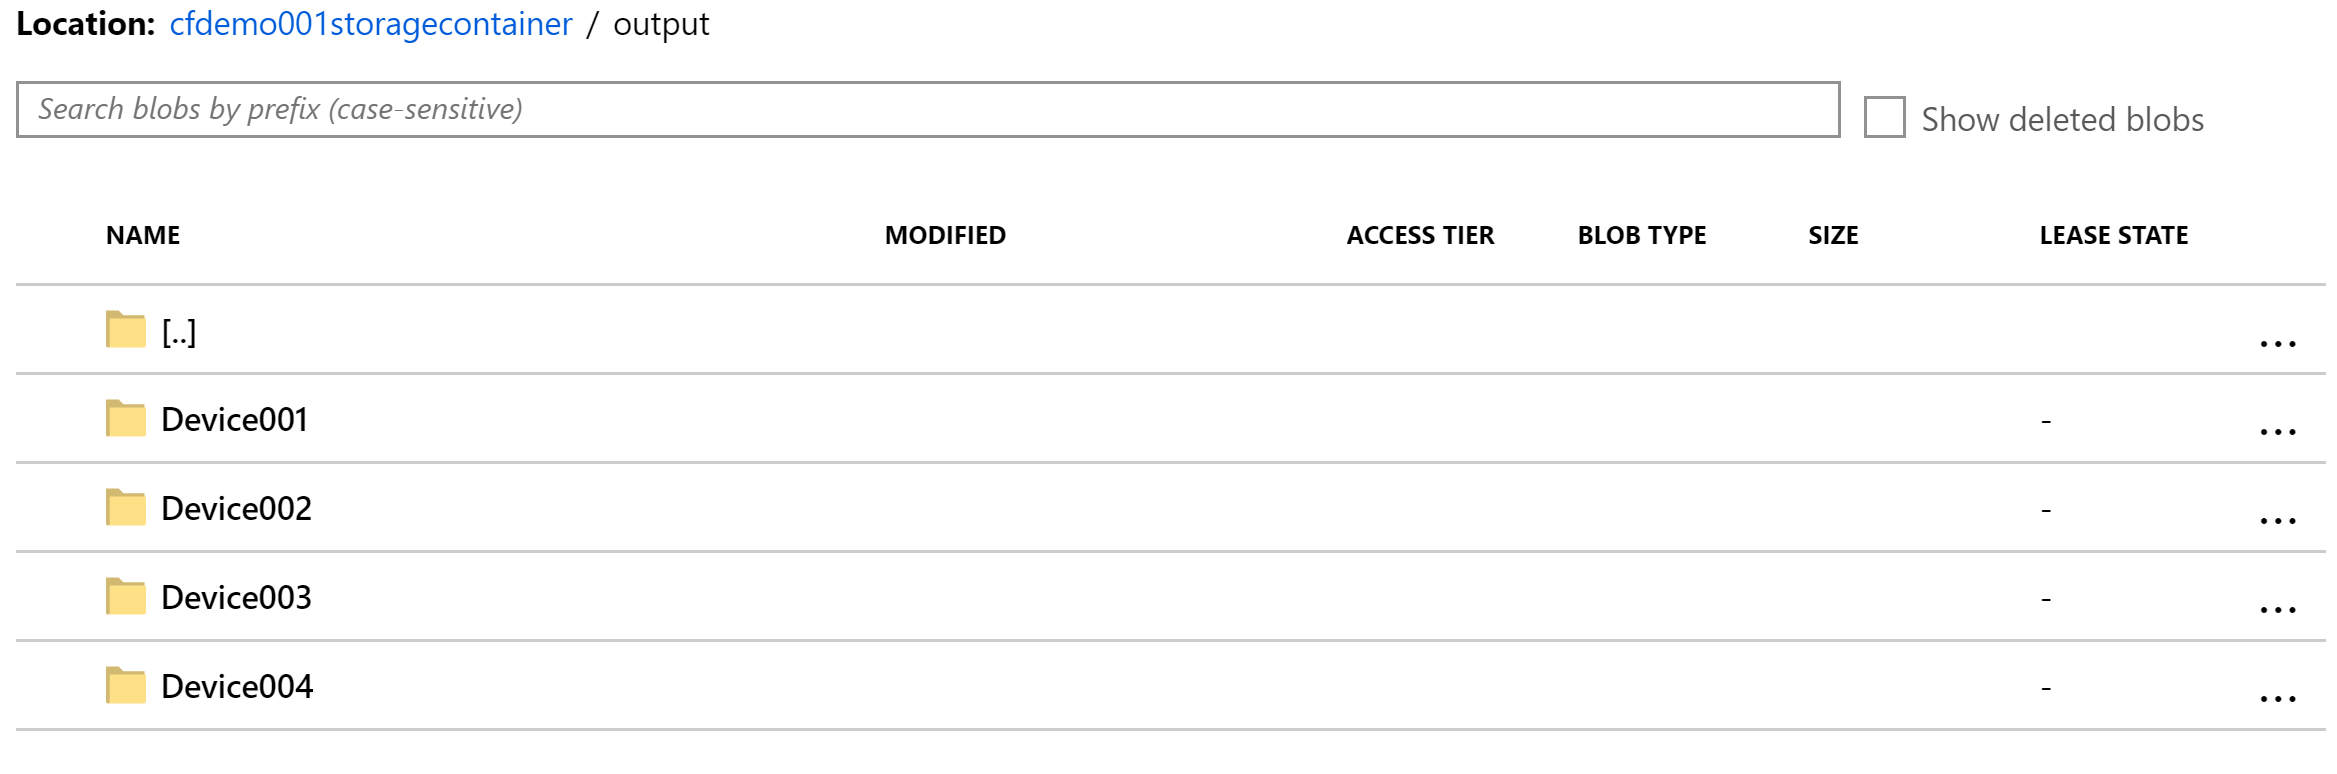 Location: cfdemo001storagecontainer / output
Search blobs by prefix (case-sensitive)
Show deleted blobs
NAME MODIFIED ACCESS TIER BLOB TYPE SIZE LEASE STATE
[..] ...
Device001 - ...
Device002 - ...
Device003 - ...
Device004 - ...